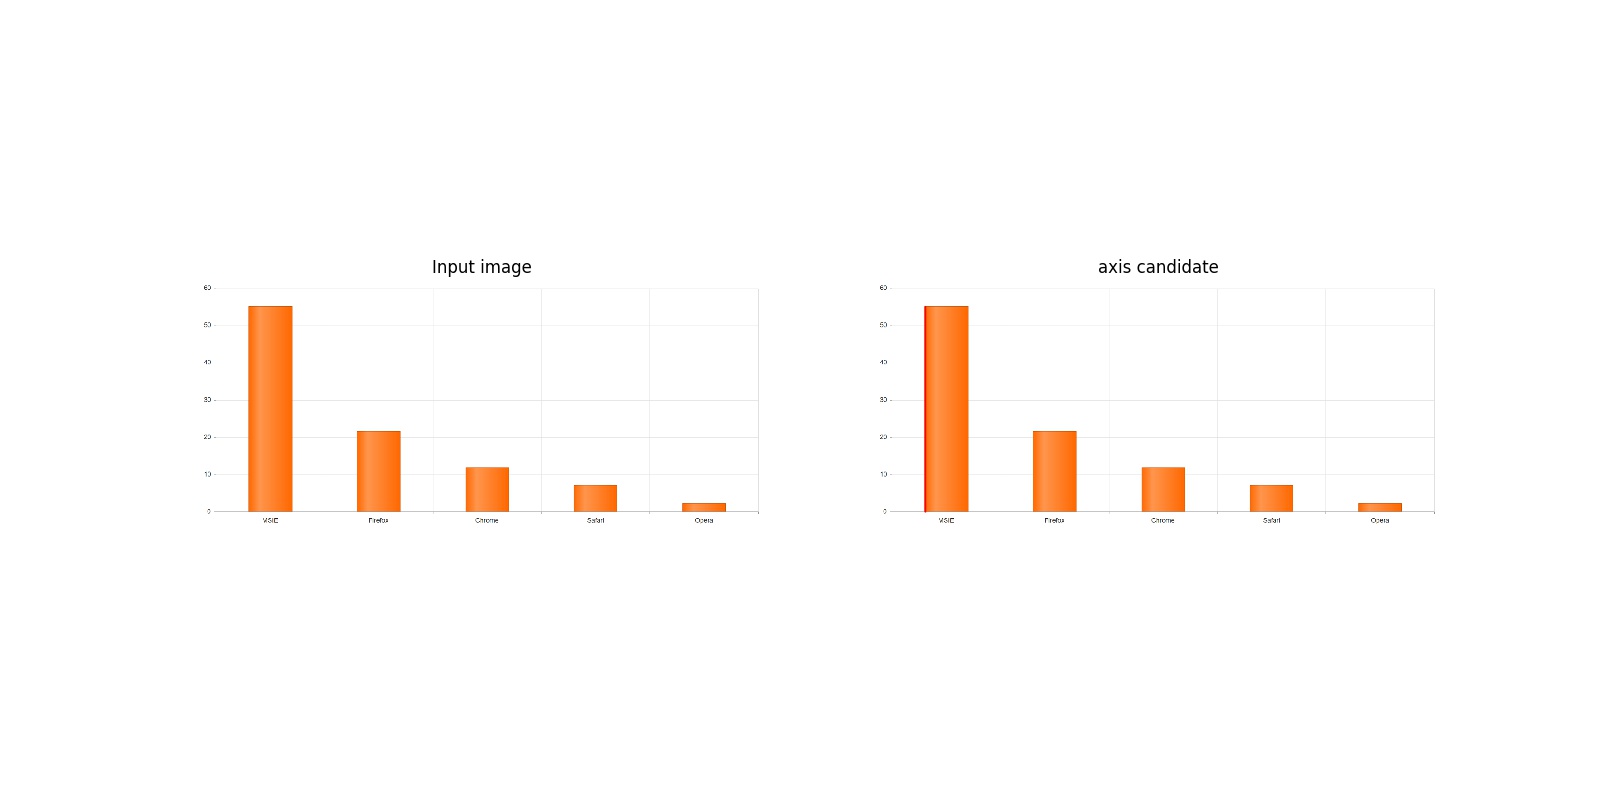 Input image
axis candidate
60
50
40
30
20
10
0
MSIE
Firefox
Chrome
Safari
Opera
60
50
40
30
20
10
0
MSIE
Firefox
Chrome
Safari
Opera